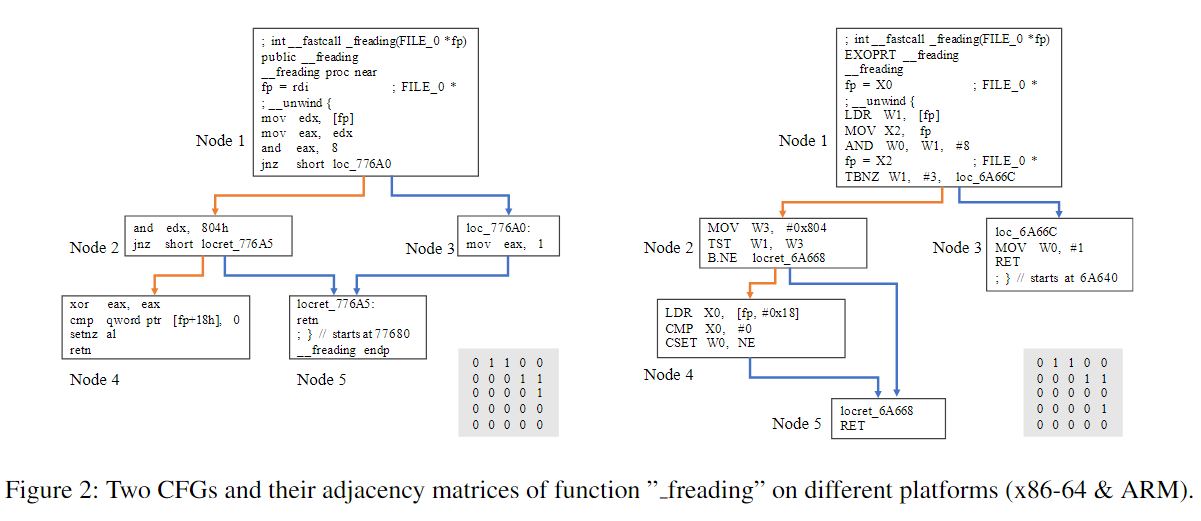 ; int __fastcall _freading(FILE_0 *fp)
public __freading
__freading proc near
fp = rdi ; FILE_0 *
; __unwind {
mov edx, [fp]
mov eax, edx
and eax, 8
jnz short loc_776A0
Node 1
and edx, 804h
jnz short locret_776A5
Node 2
loc_776A0:
mov eax, 1
Node 3
xor eax, eax
cmp qword ptr [fp+18h], 0
setnz al
retn
Node 4
locret_776A5:
retn
; } // starts at 77680
__freading endp
Node 5
0 1 1 0 0
0 0 0 1 1
0 0 0 0 1
0 0 0 0 0
0 0 0 0 0
; int __fastcall _freading(FILE_0 *fp)
EXOPRT __freading
__freading
fp = X0 ; FILE_0 *
; __unwind {
LDR W1, [fp]
MOV X2, fp
AND W0, W1, #8
fp = X2 ; FILE_0 *
TBNZ W1, #3, loc_6A66C
Node 1
MOV W3, #0x804
TST W1, W3
B.NE locret_6A668
Node 2
loc_6A66C
MOV W0, #1
RET
; } // starts at 6A640
Node 3
LDR X0, [fp, #0x18]
CMP X0, #0
CSET W0, NE
Node 4
locret_6A668
RET
Node 5
0 1 1 0 0
0 0 0 1 1
0 0 0 0 0
0 0 0 0 1
0 0 0 0 0
Figure 2: Two CFGs and their adjacency matrices of function ”_freading” on different platforms (x86-64 & ARM).